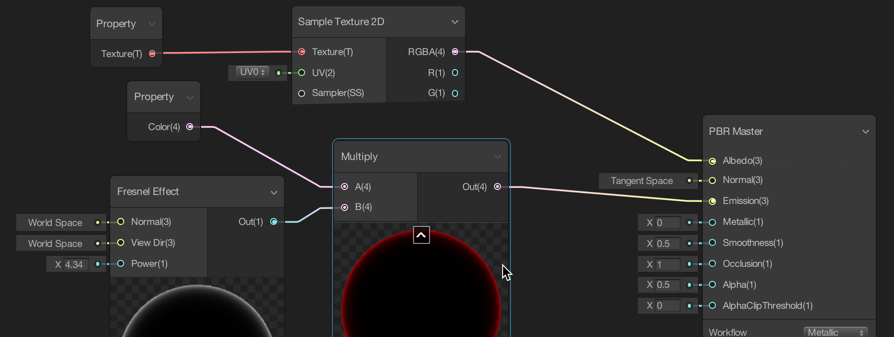 Property
Texture(T)
Sample Texture 2D
Texture(T)
RGBA(4)
UV0
UV(2)
R(1)
Sampler(SS)
G(1)
Property
Color(4)
Multiply
A(4)
Out(4)
B(4)
Fresnel Effect
World Space
Normal(3)
Out(1)
World Space
View Dir(3)
X 4.34
Power(1)
PBR Master
Albedo(3)
Tangent Space
Normal(3)
Emission(3)
X 0
Metallic(1)
X 0.5
Smoothness(1)
X 1
Occlusion(1)
X 0.5
Alpha(1)
X 0
AlphaClipThreshold(1)
Workflow
Metallic